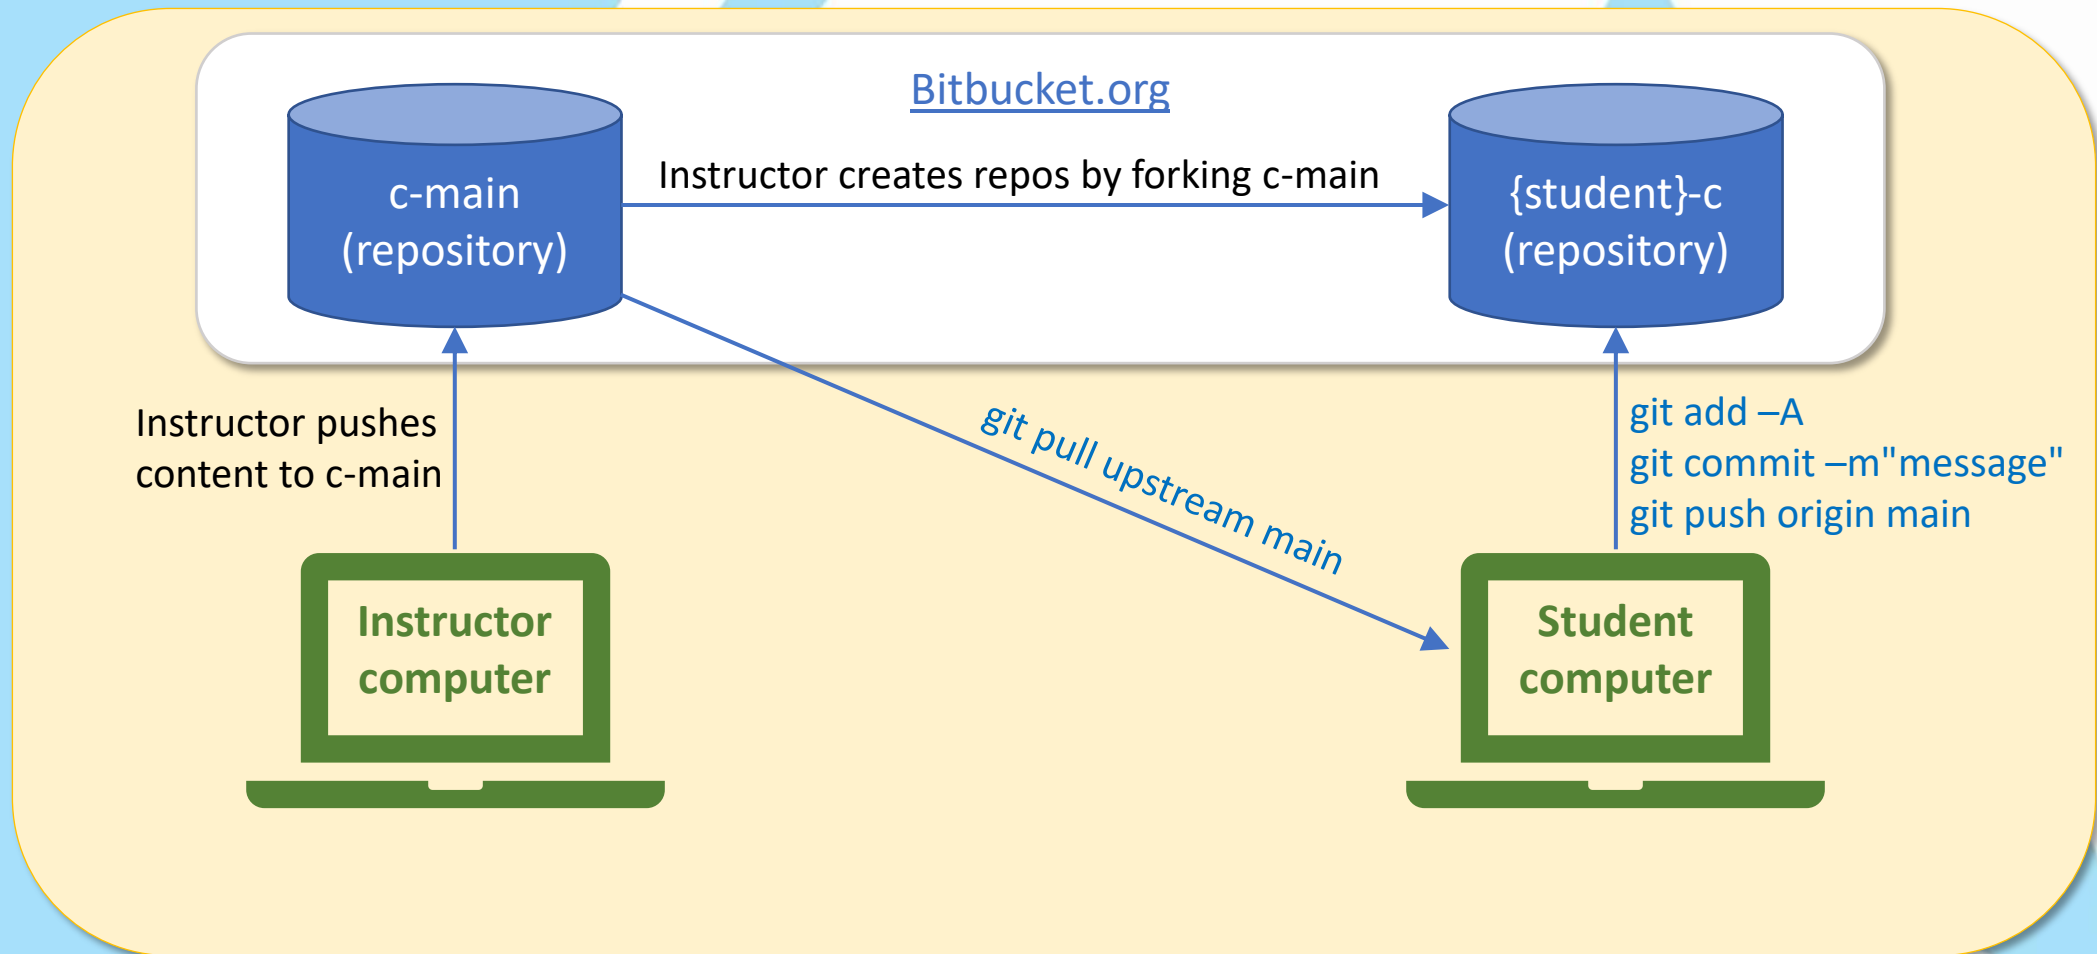 Bitbucket.org
c-main
(repository)
Instructor creates repos by forking c-main
{student}-c
(repository)
Instructor pushes
content to c-main
git pull upstream main
git add –A
git commit –m"message"
git push origin main
Instructor
computer
Student
computer